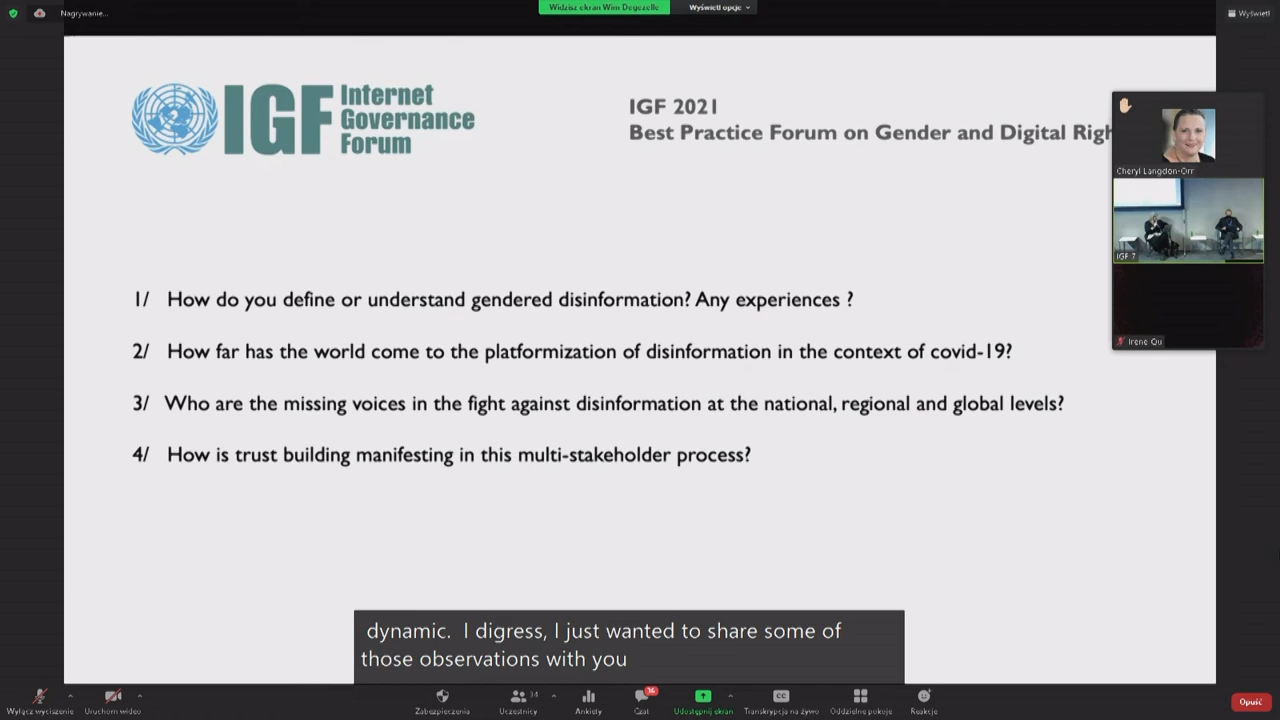 Nagrywanie...
Widzisz ekran Wim Degezelle
Wyświetl opcje
Wyświetl
IGF
Internet
Governance
Forum
IGF 2021
Best Practice Forum on Gender and Digital Righ
Cheryl Langdon-Orr
IGF 7
Irene Qu
1/ How do you define or understand gendered disinformation? Any experiences ?
2/ How far has the world come to the platformization of disinformation in the context of covid-19?
3/ Who are the missing voices in the fight against disinformation at the national, regional and global levels?
4/ How is trust building manifesting in this multi-stakeholder process?
dynamic. I digress, I just wanted to share some of
those observations with you
Wyłącz wyciszenie
Uruchom wideo
Zabezpieczenia
Uczestnicy
34
Ankiety
Czat
16
Udostępnij ekran
CC
Transkrypcja na żywo
Oddzielne pokoje
Reakcje
Opuść